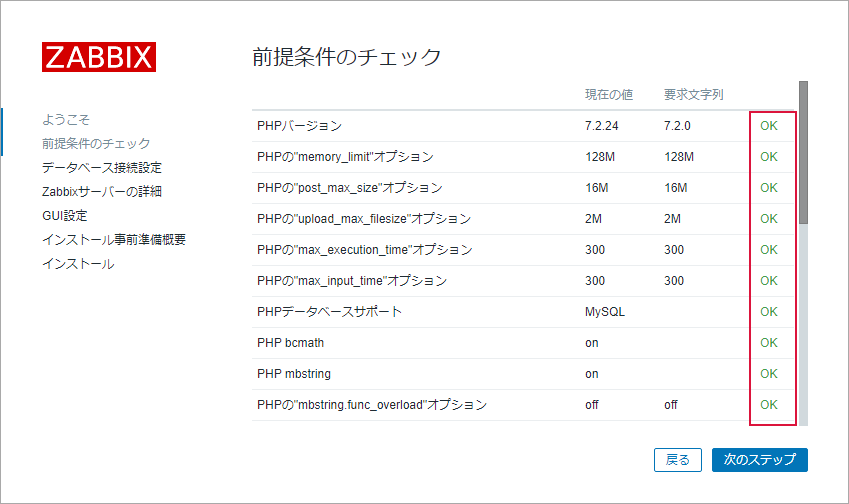 ZABBIX
ようこそ
前提条件のチェック
データベース接続設定
Zabbixサーバーの詳細
GUI設定
インストール事前準備概要
インストール
前提条件のチェック
現在の値 要求文字列
PHPバージョン 7.2.24 7.2.0 OK
PHPの"memory_limit"オプション 128M 128M OK
PHPの"post_max_size"オプション 16M 16M OK
PHPの"upload_max_filesize"オプション 2M 2M OK
PHPの"max_execution_time"オプション 300 300 OK
PHPの"max_input_time"オプション 300 300 OK
PHPデータベースサポート MySQL OK
PHP bcmath on OK
PHP mbstring on OK
PHPの"mbstring.func_overload"オプション off off OK
戻る 次のステップ